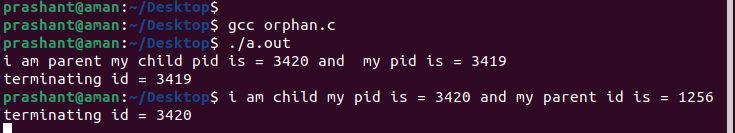 prashant@aman:~/Desktop$
prashant@aman:~/Desktop$ gcc orphan.c
prashant@aman:~/Desktop$ ./a.out
i am parent my child pid is = 3420 and  my pid is = 3419
terminating id = 3419
prashant@aman:~/Desktop$ i am child my pid is = 3420 and my parent id is = 1256
terminating id = 3420